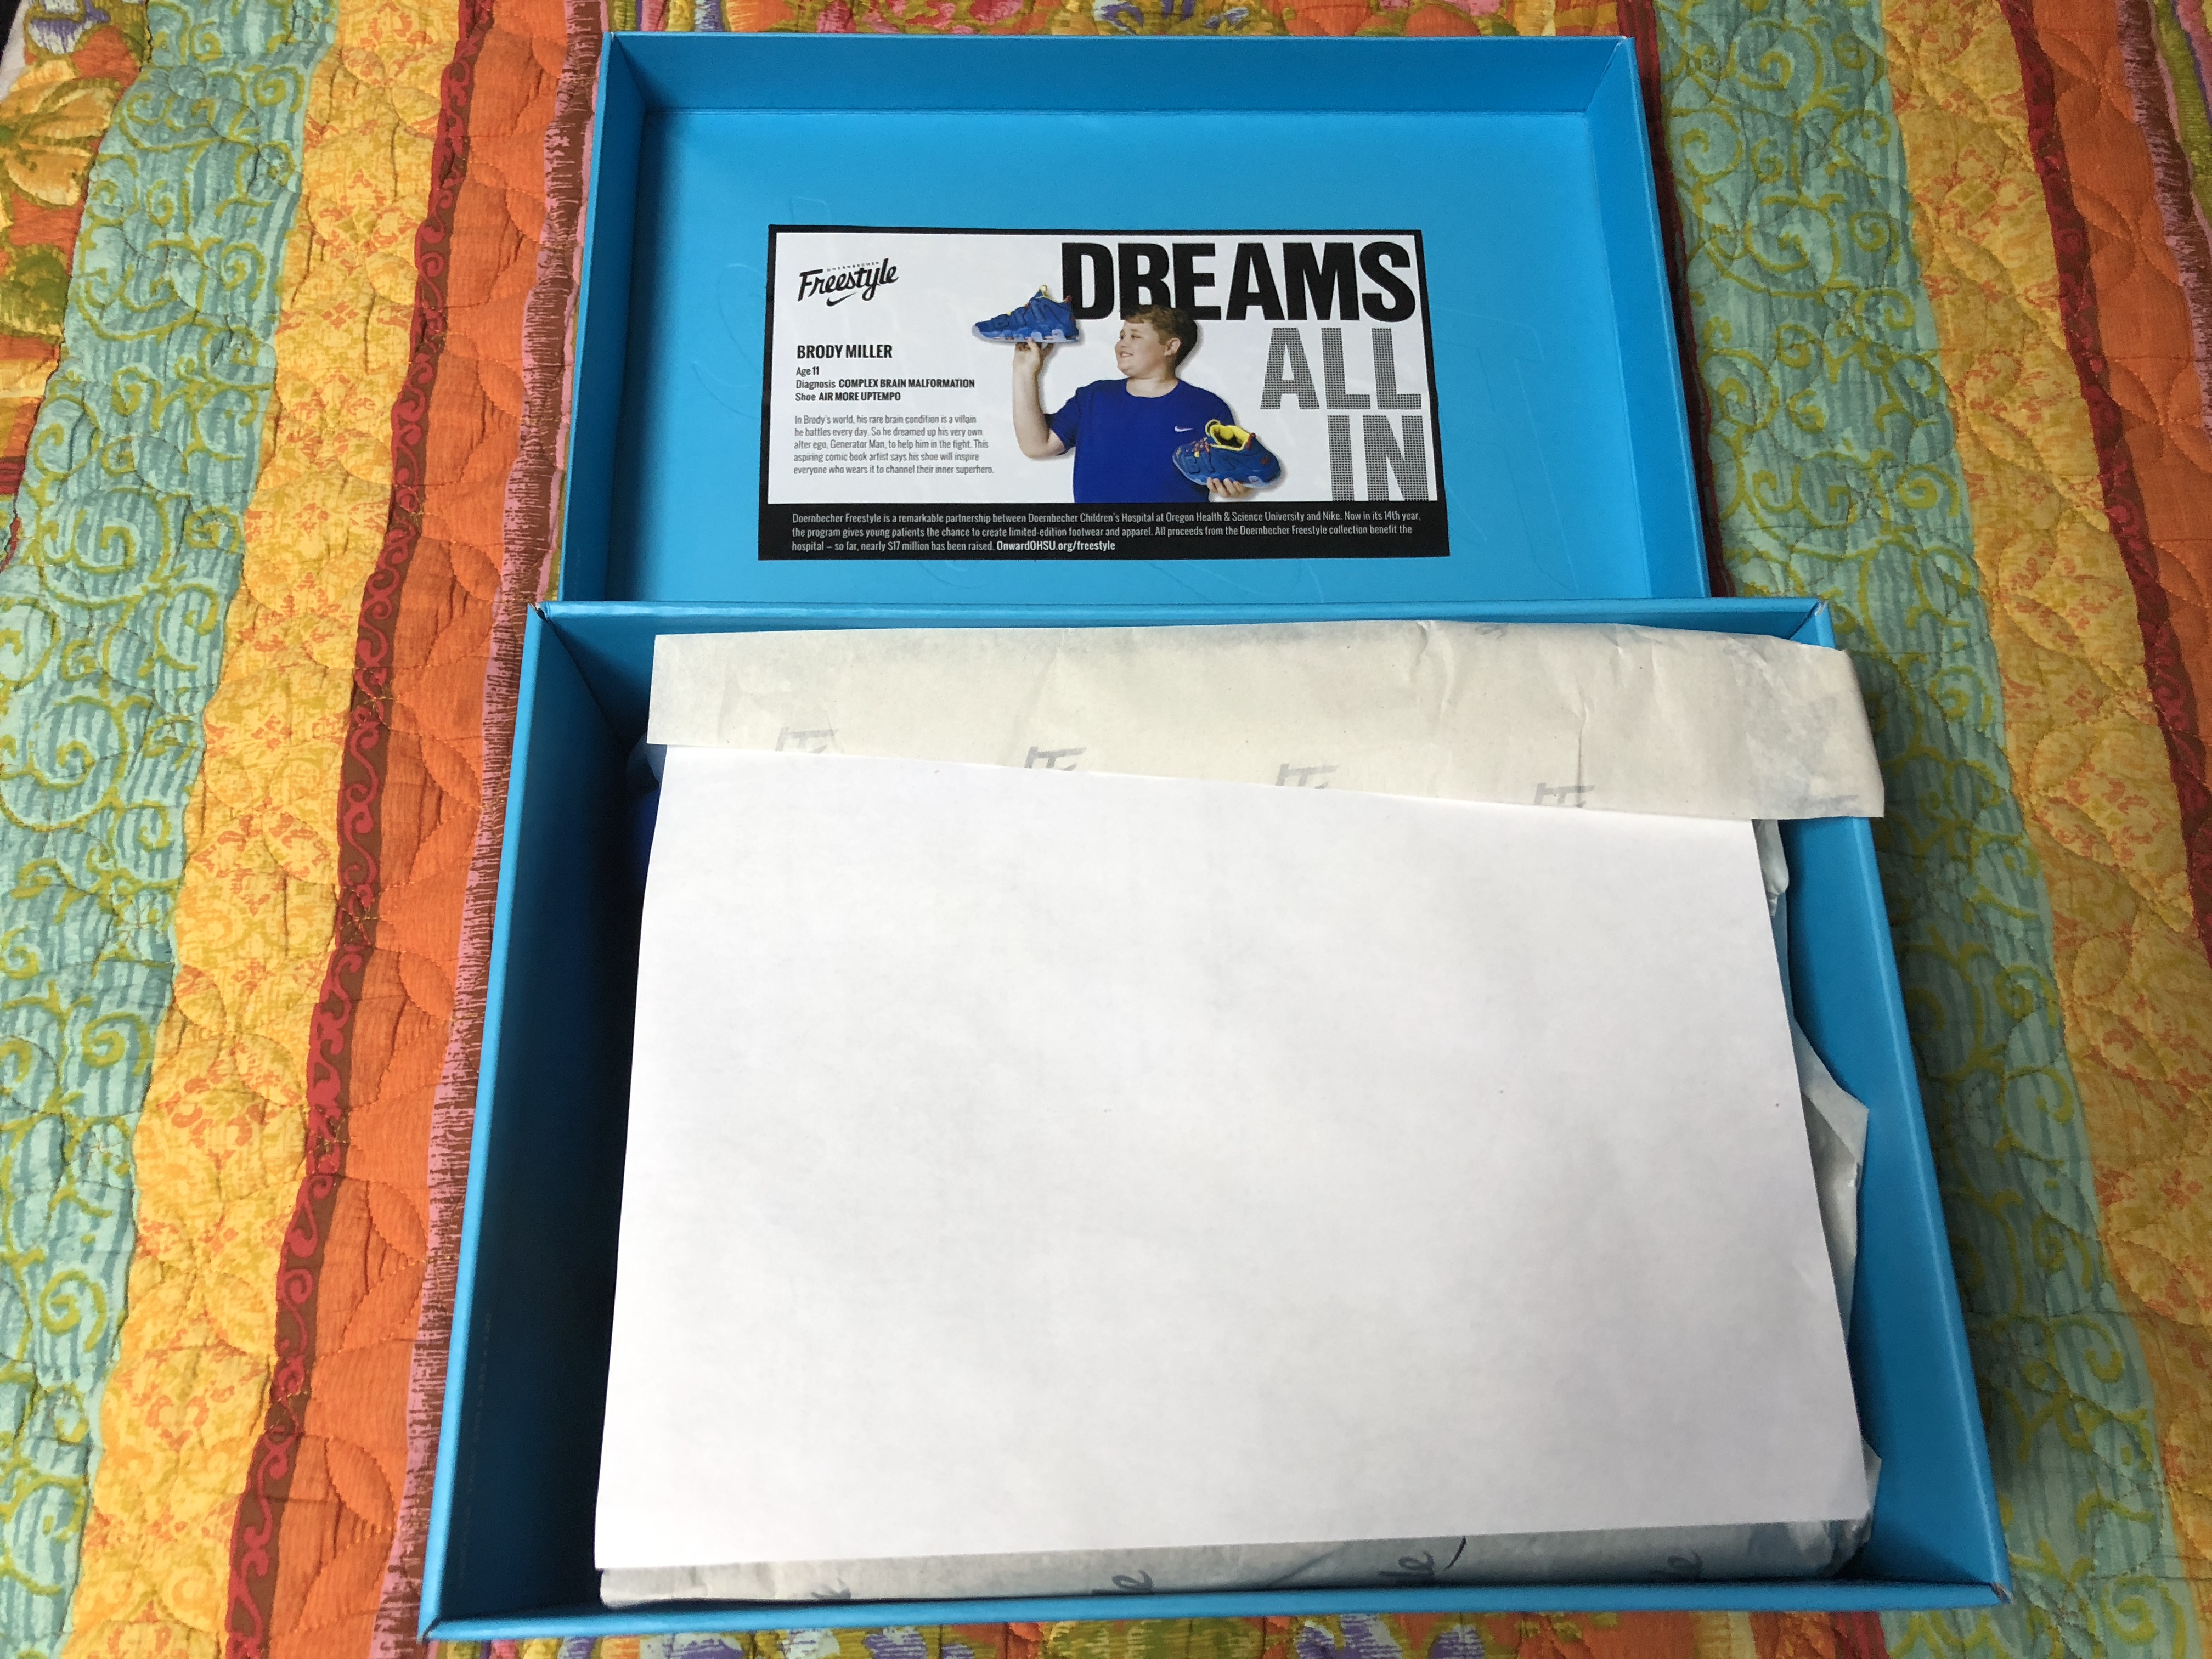 DOERNBECHER
Freestyle
DREAMS
ALL
IN
BRODY MILLER
Age 11
Diagnosis COMPLEX BRAIN MALFORMATION
Shoe AIR MORE UPTEMPO
In Brody's world, his rare brain condition is a villain
he battles every day. So he dreamed up his very own
alter ego, Generator Man, to help him in the fight. This
aspiring comic book artist says his shoe will inspire
everyone who wears it to channel their inner superhero.
Doernbecher Freestyle is a remarkable partnership between Doernbecher Children's Hospital at Oregon Health & Science University and Nike. Now in its 14th year,
the program gives young patients the chance to create limited-edition footwear and apparel. All proceeds from the Doernbecher Freestyle collection benefit the
hospital – so far, nearly $17 million has been raised. OnwardOHSU.org/freestyle